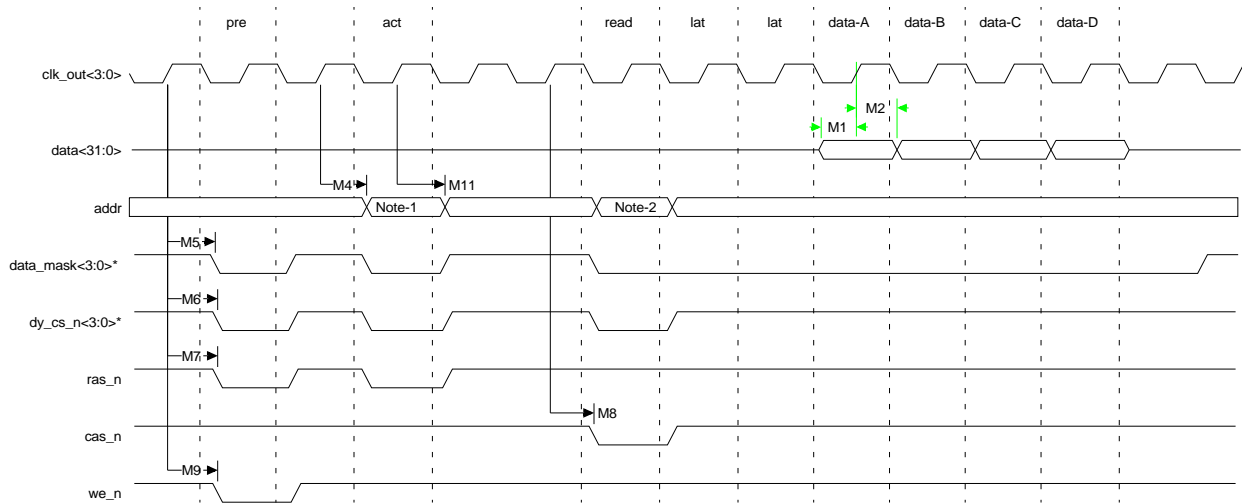 pre act read lat lat data-A data-B data-C data-D
clk_out<3:0>
M2
M1
data<31:0>
M4 M11
addr Note-1 Note-2
M5
data_mask<3:0>*
M6
dy_cs_n<3:0>*
M7
ras_n
M8
cas_n
M9
we_n